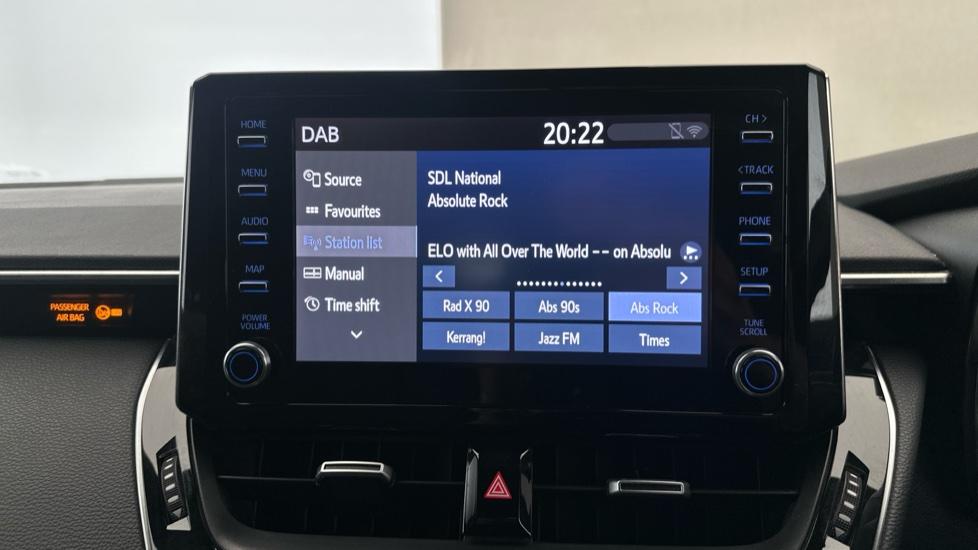 HOME
MENU
AUDIO
MAP
POWER
VOLUME
DAB
20:22
Source
Favourites
Station list
Manual
Time shift
SDL National
Absolute Rock
ELO with All Over The World -- on Absolu
Rad X 90
Abs 90s
Abs Rock
Kerrang!
Jazz FM
Times
CH >
< TRACK
PHONE
SETUP
TUNE
SCROLL
PASSENGER
AIR BAG